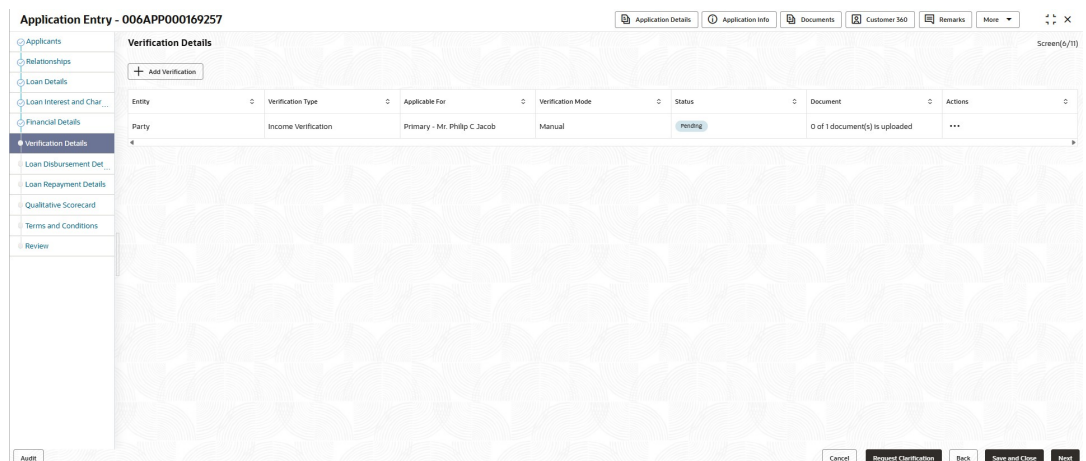 Application Entry - 006APP000169257
Application Details
Application Info
Documents
Customer 360
Remarks
More
Applicants
Relationships
Loan Details
Loan Interest and Char...
Financial Details
Verification Details
Loan Disbursement Det...
Loan Repayment Details
Qualitative Scorecard
Terms and Conditions
Review
Verification Details
Screen(6/11)
+ Add Verification
Entity Verification Type Applicable For Verification Mode Status Document Actions
Party Income Verification Primary - Mr. Philip C Jacob Manual Pending 0 of 1 document(s) is uploaded ...
Audit
Cancel
Request Clarification
Back
Save and Close
Next